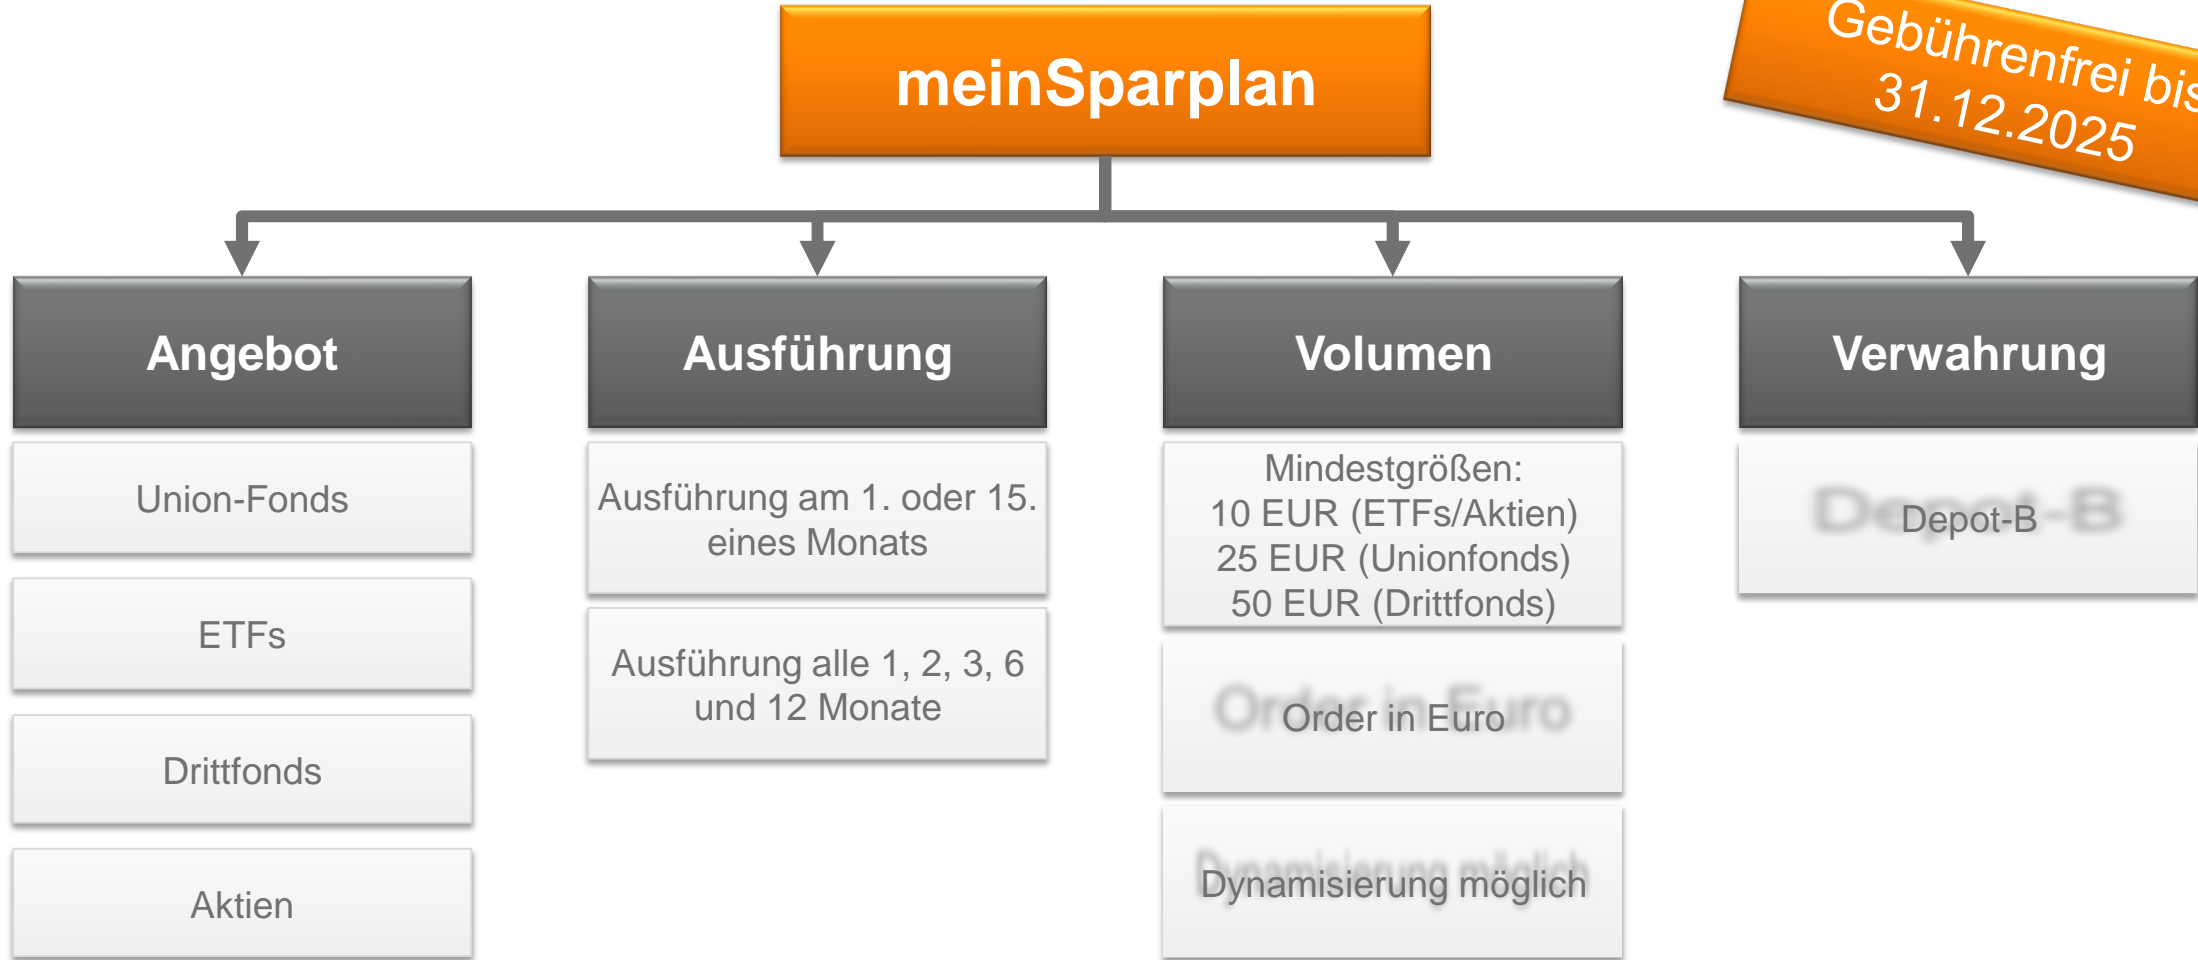 meinSparplan
Gebührenfrei bis
31.12.2025
Angebot
Union-Fonds
ETFs
Drittfonds
Aktien
Ausführung
Ausführung am 1. oder 15.
eines Monats
Ausführung alle 1, 2, 3, 6
und 12 Monate
Volumen
Mindestgrößen:
10 EUR (ETFs/Aktien)
25 EUR (Unionfonds)
50 EUR (Drittfonds)
Order in Euro
Dynamisierung möglich
Verwahrung
Depot-B